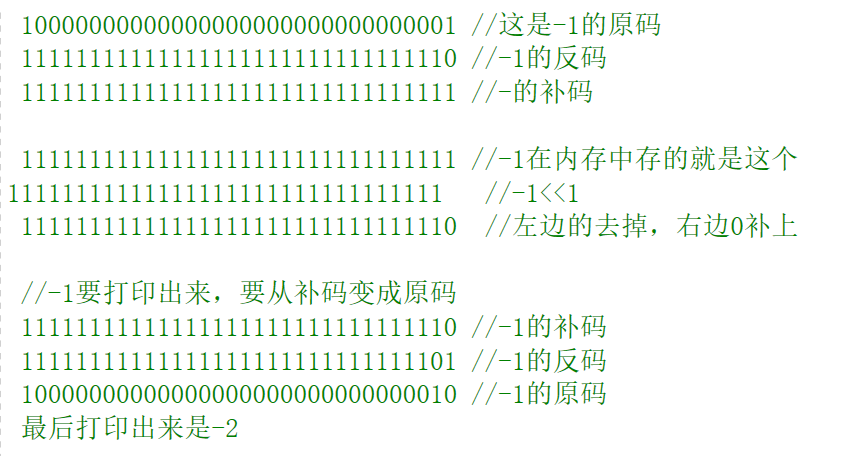 10000000000000000000000000000001 //这是-1的原码
11111111111111111111111111111110 //-1的反码
11111111111111111111111111111111 //-的补码
11111111111111111111111111111111 //-1在内存中存的就是这个
11111111111111111111111111111111 //-1<<1
11111111111111111111111111111110 //左边的去掉，右边0补上
//-1要打印出来，要从补码变成原码
11111111111111111111111111111110 //-1的补码
11111111111111111111111111111101 //-1的反码
10000000000000000000000000000010 //-1的原码
最后打印出来是-2